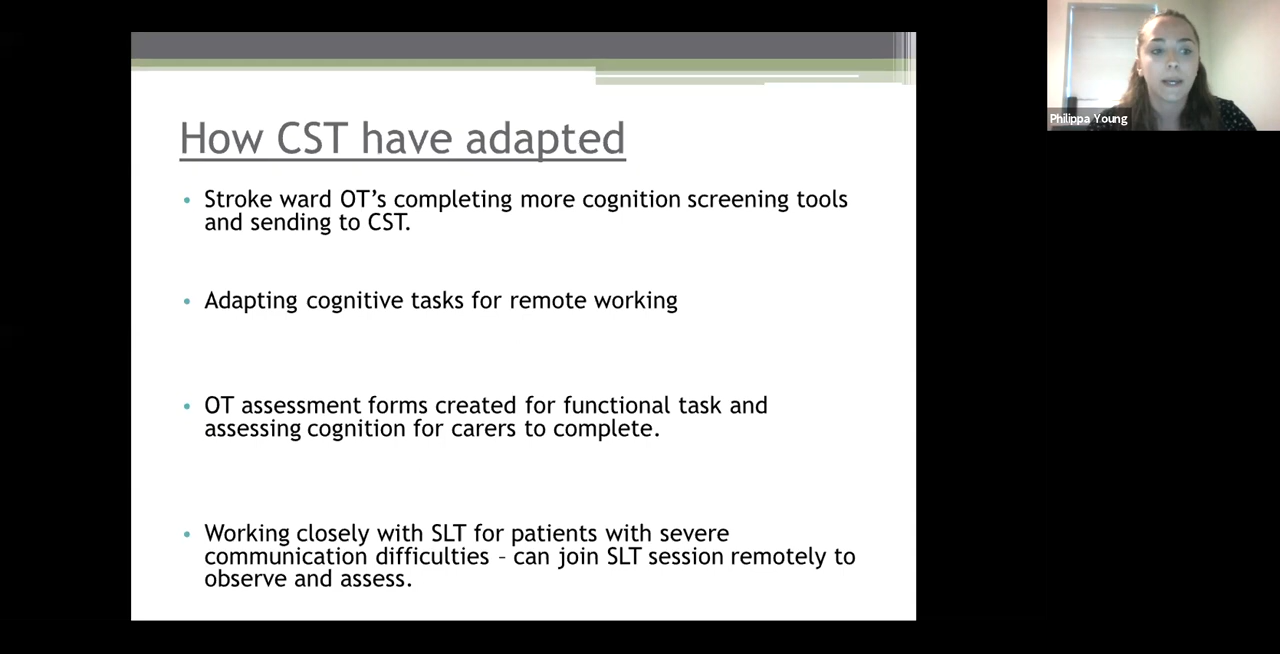 Philippa Young
How CST have adapted
• Stroke ward OT’s completing more cognition screening tools
and sending to CST.
• Adapting cognitive tasks for remote working
• OT assessment forms created for functional task and
assessing cognition for carers to complete.
• Working closely with SLT for patients with severe
communication difficulties – can join SLT session remotely to
observe and assess.